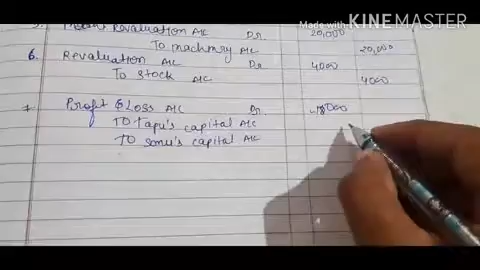 Made with KINEMASTER
Revaluation A/C Dr. 20,000
To machinery A/C 20,000
6. Revaluation A/C Dr 4000
To stock A/C 4000
7 Profit & Loss A/C Dr. 18000
To Tapu's capital A/C
To Sonu's capital A/C